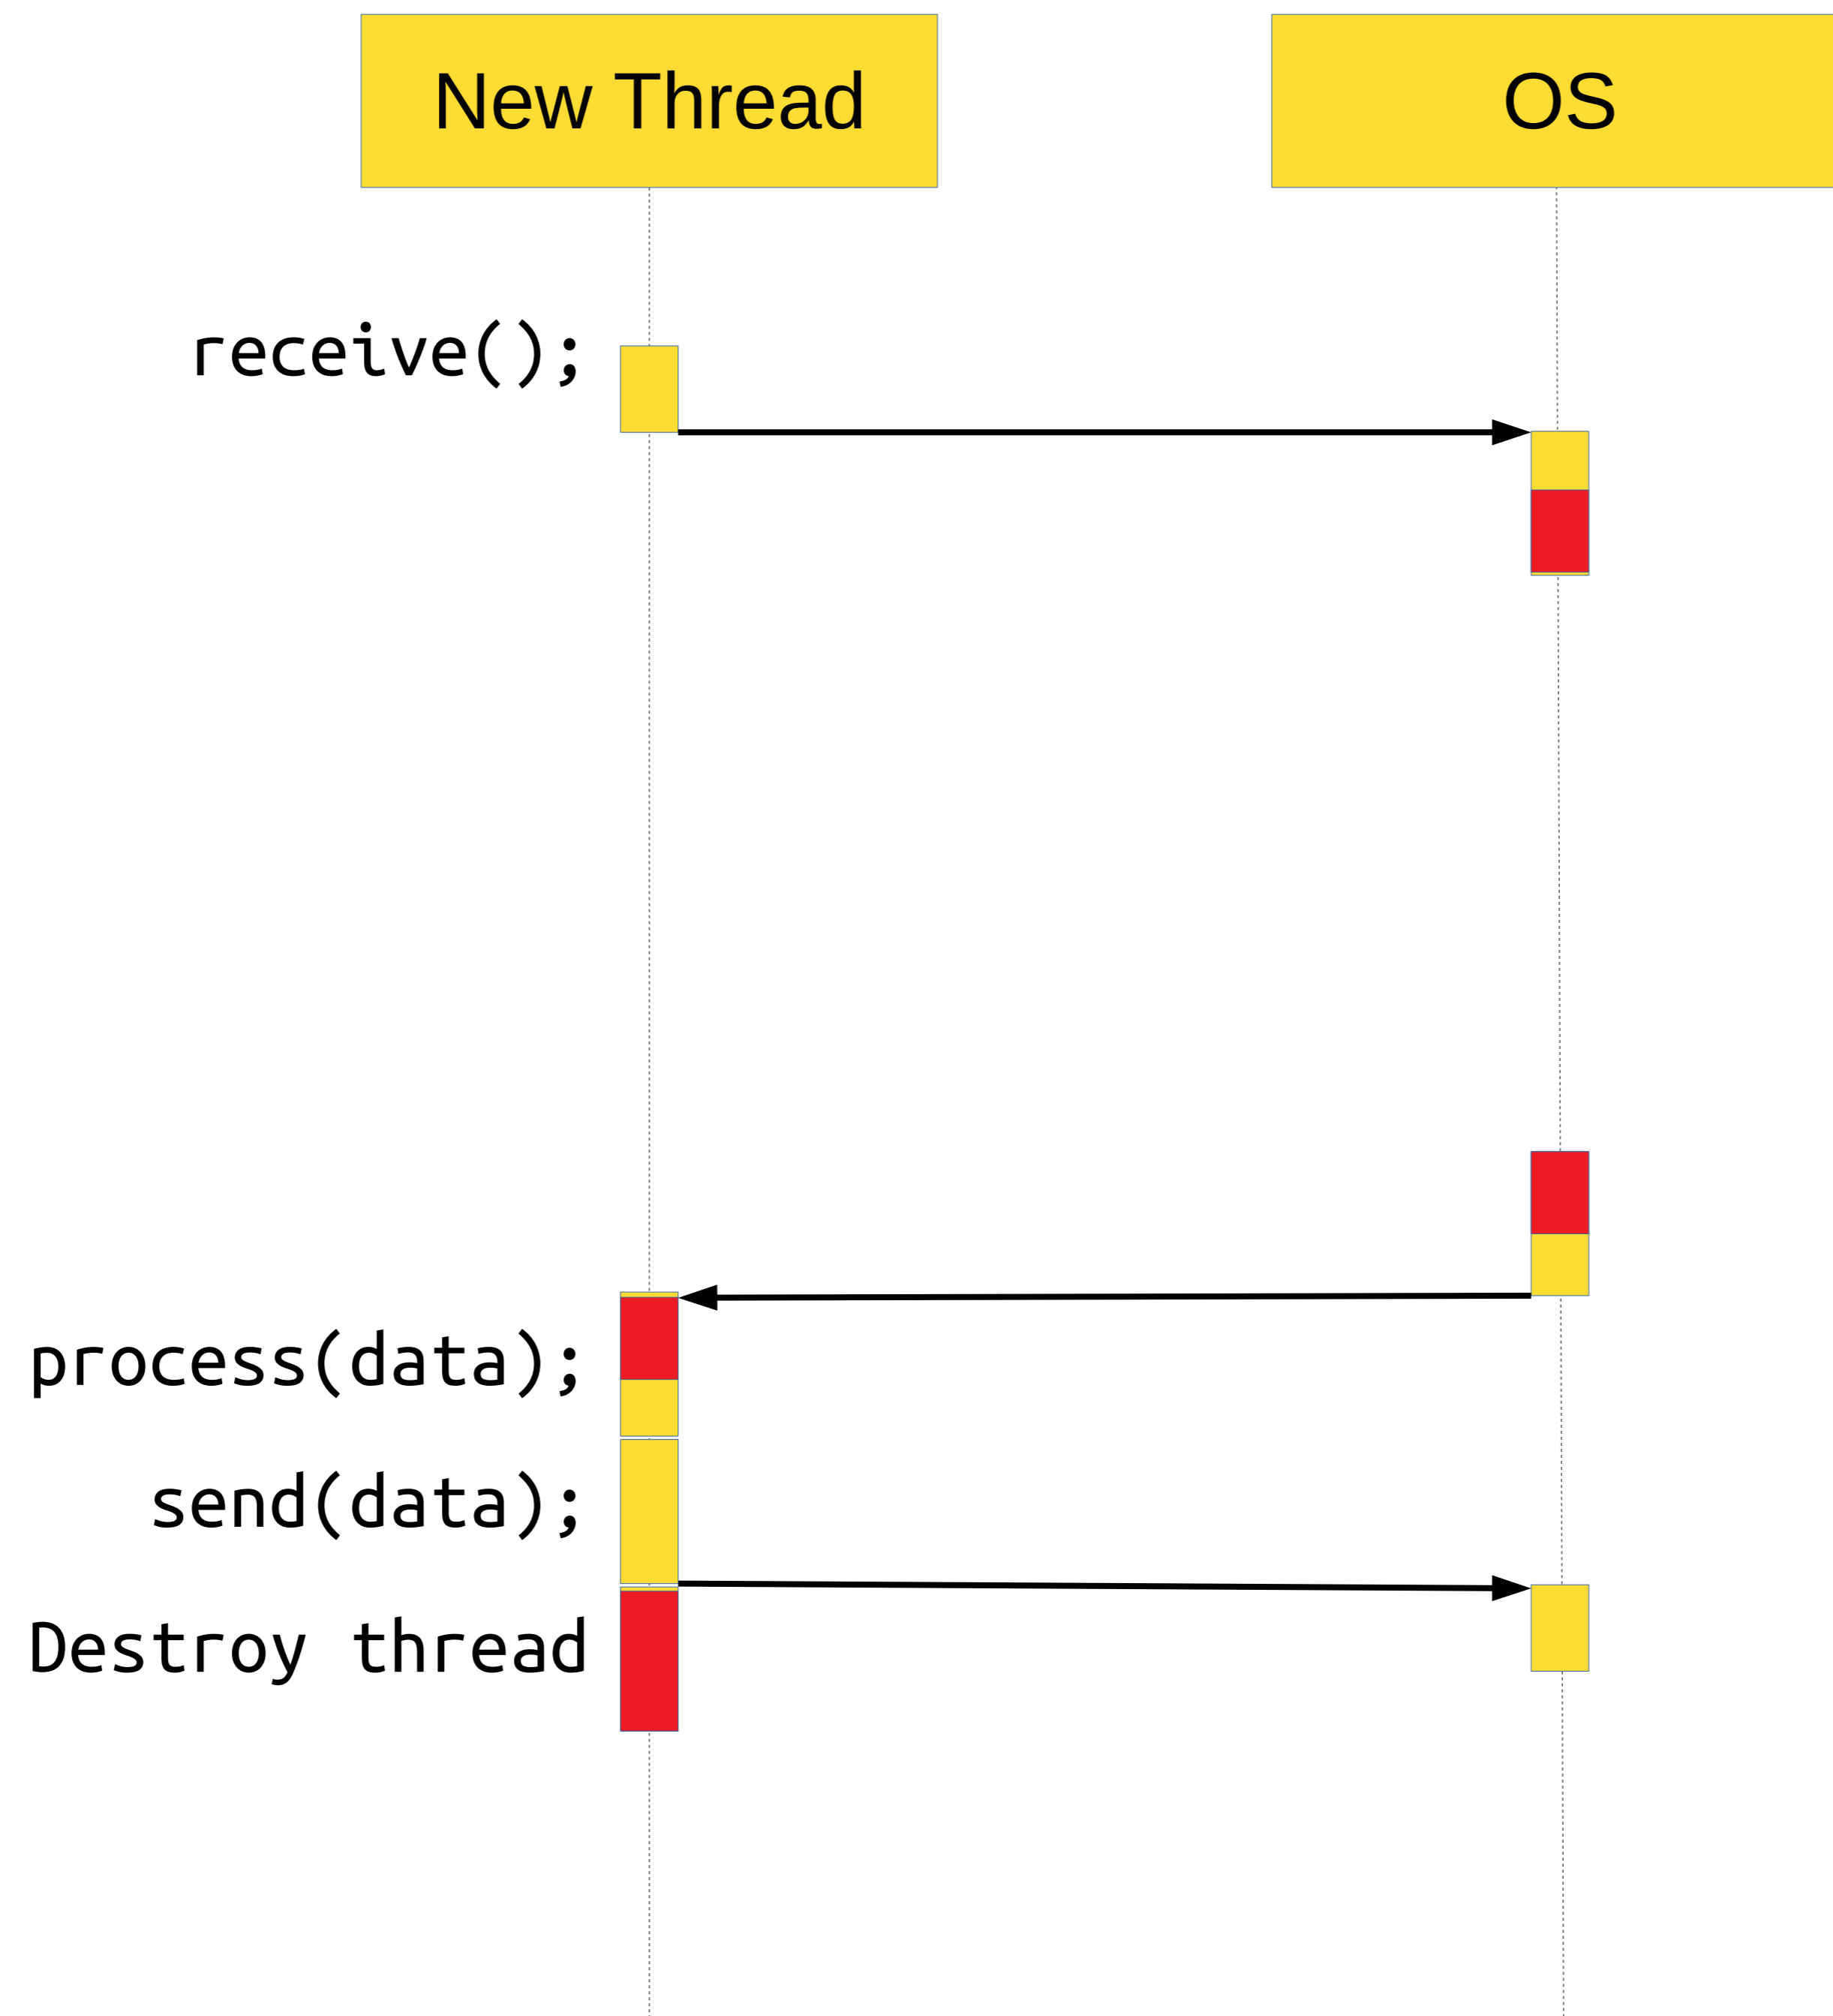 New Thread
OS
receive();
process(data);
send(data);
Destroy thread